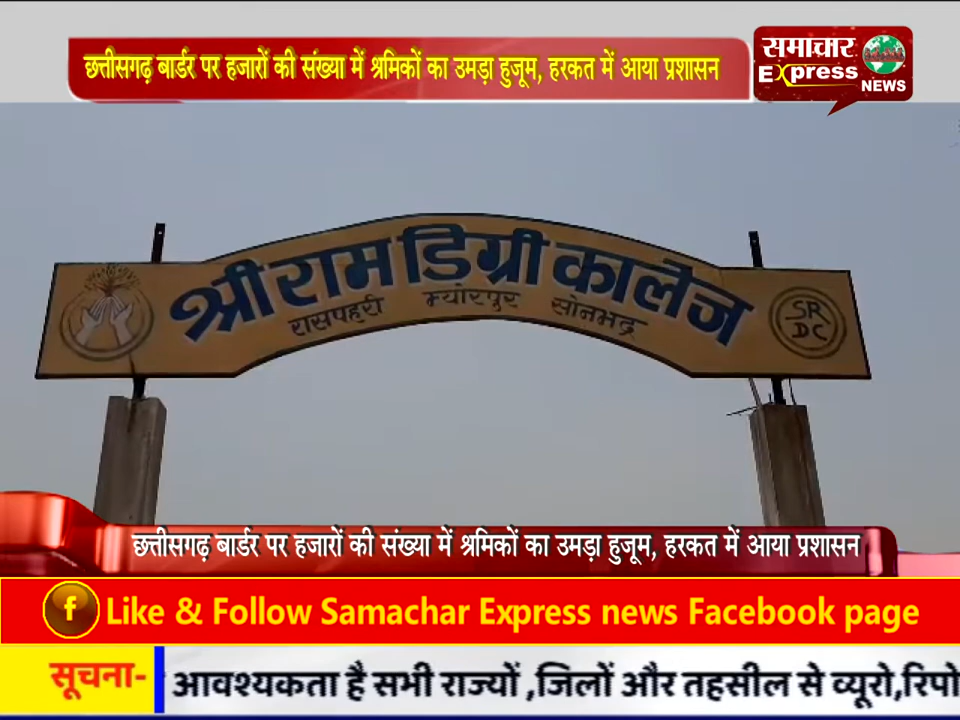 छत्तीसगढ़ बार्डर पर हजारों की संख्या में श्रमिकों का उमड़ा हुजूम, हरकत में आया प्रशासन
समाचार
Express
NEWS
श्री राम डिग्री कालेज
रासपहरी म्योरपुर सोनभद्र
SR
DC
छत्तीसगढ़ बार्डर पर हजारों की संख्या में श्रमिकों का उमड़ा हुजूम, हरकत में आया प्रशासन
f Like & Follow Samachar Express news Facebook page
सूचना- आवश्यकता है सभी राज्यों ,जिलों और तहसील से व्यूरो,रिपो